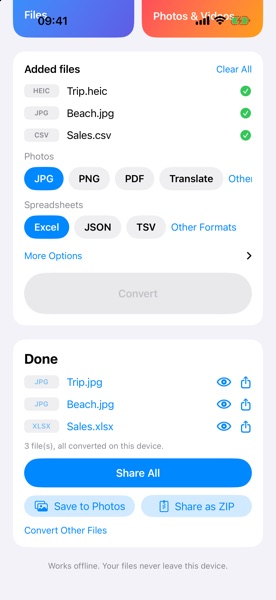 Files
Photos & Videos
09:41
Added files
Clear All
HEIC Trip.heic
JPG Beach.jpg
CSV Sales.csv
Photos
JPG PNG PDF Translate Other
Spreadsheets
Excel JSON TSV Other Formats
More Options
Convert
Done
JPG Trip.jpg
JPG Beach.jpg
XLSX Sales.xlsx
3 file(s), all converted on this device.
Share All
Save to Photos
Share as ZIP
Convert Other Files
Works offline. Your files never leave this device.